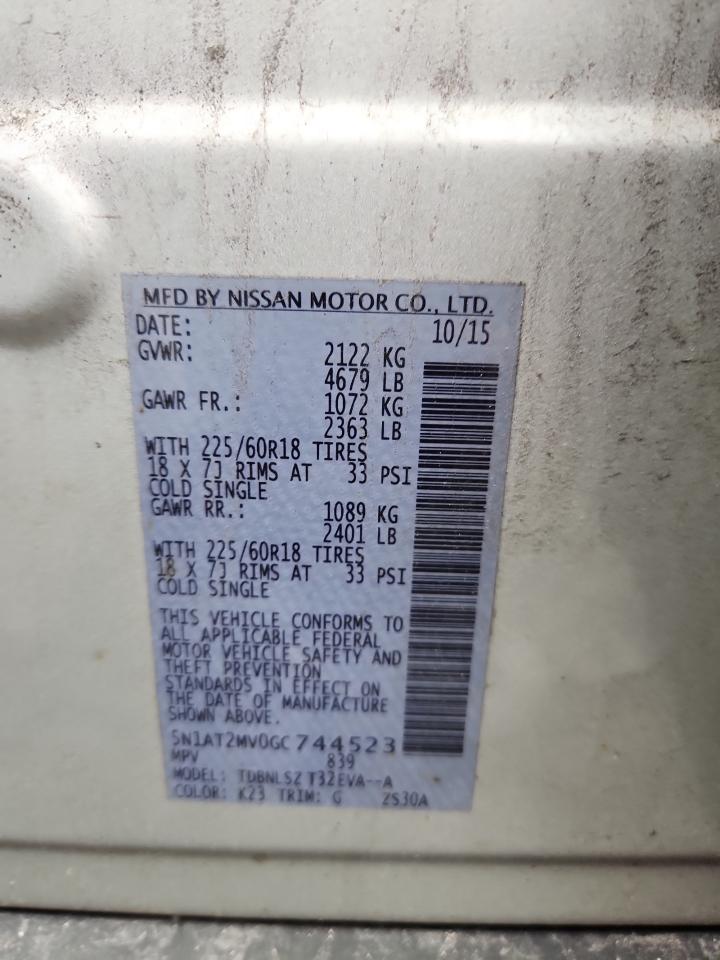 MFD BY NISSAN MOTOR CO., LTD.
DATE: 10/15
GVWR: 2122 KG
4679 LB
GAWR FR.: 1072 KG
2363 LB
WITH 225/60R18 TIRES
18 X 7J RIMS AT 33 PSI
COLD SINGLE
GAWR RR.: 1089 KG
2401 LB
WITH 225/60R18 TIRES
18 X 7J RIMS AT 33 PSI
COLD SINGLE
THIS VEHICLE CONFORMS TO
ALL APPLICABLE FEDERAL
MOTOR VEHICLE SAFETY AND
THEFT PREVENTION
STANDARDS IN EFFECT ON
THE DATE OF MANUFACTURE
SHOWN ABOVE.
5N1AT2MV0GC744523
MPV 839
MODEL: TDBNLSZ T32EVA--A
COLOR: K23 TRIM: G 2S30A